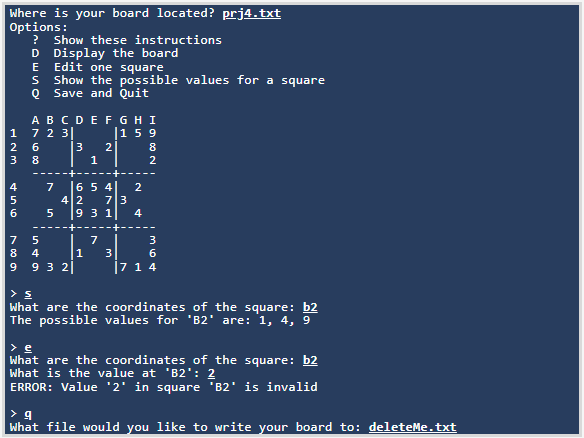 Where is your board located? prj4.txt
Options:
   ?  Show these instructions
   D  Display the board
   E  Edit one square
   S  Show the possible values for a square
   Q  Save and Quit

   A B C D E F G H I
1  7 2 3|     |1 5 9
2  6    |3   2|    8
3  8    |  1  |    2
   -----+-----+-----
4    7  |6 5 4|  2
5      4|2   7|3
6    5  |9 3 1|  4
   -----+-----+-----
7  5    |  7  |    3
8  4    |1   3|    6
9  9 3 2|     |7 1 4

> s
What are the coordinates of the square: b2
The possible values for 'B2' are: 1, 4, 9

> e
What are the coordinates of the square: b2
What is the value at 'B2': 2
ERROR: Value '2' in square 'B2' is invalid

> q
What file would you like to write your board to: deleteMe.txt